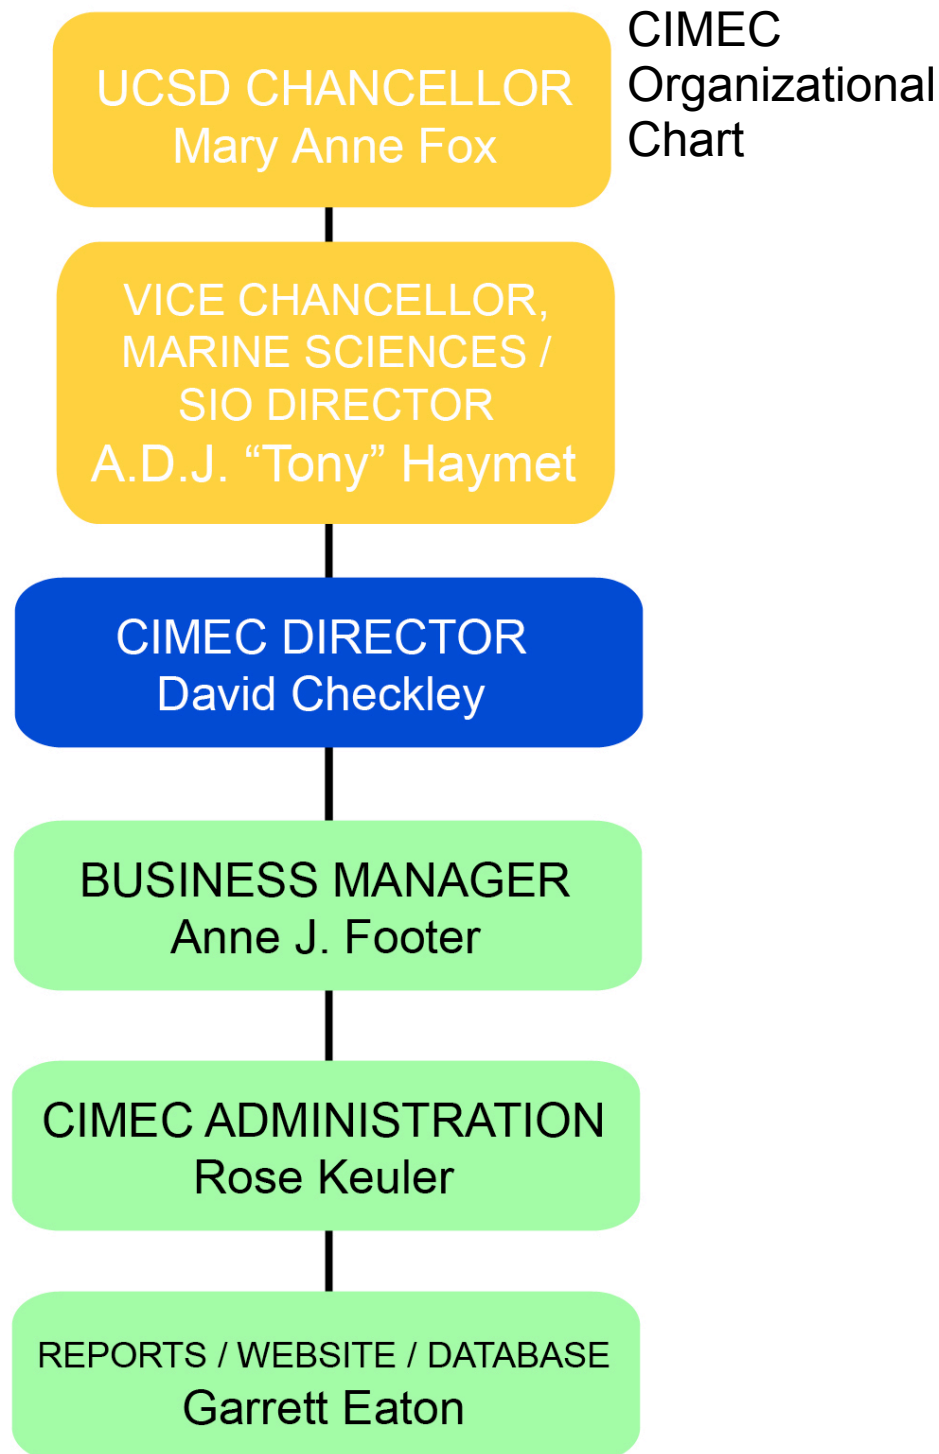 CIMEC
Organizational
Chart
UCSD CHANCELLOR
Mary Anne Fox
VICE CHANCELLOR,
MARINE SCIENCES /
SIO DIRECTOR
A.D.J. “Tony” Haymet
CIMEC DIRECTOR
David Checkley
BUSINESS MANAGER
Anne J. Footer
CIMEC ADMINISTRATION
Rose Keuler
REPORTS / WEBSITE / DATABASE
Garrett Eaton